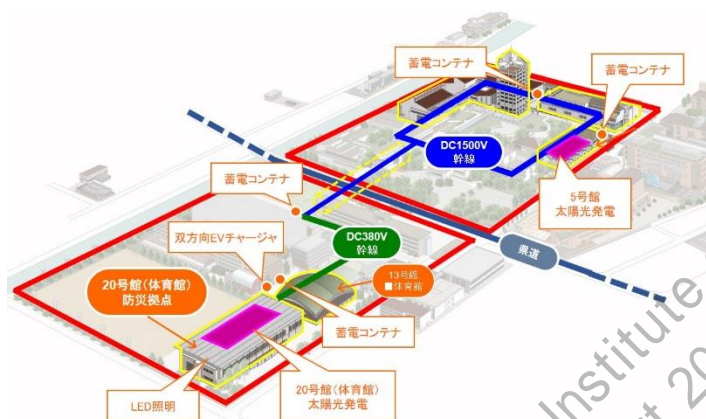 蓄電コンテナ
蓄電コンテナ
DC1500V
幹線
蓄電コンテナ
5号館
太陽光発電
双方向EVチャージャ
DC380V
幹線
県道
20号館(体育館)
防災拠点
13号館
■体育館
蓄電コンテナ
LED照明
20号館(体育館)
太陽光発電
Institute